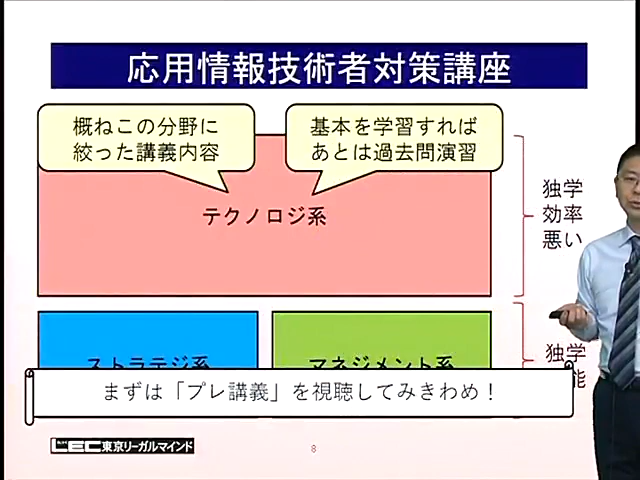 応用情報技術者対策講座
概ねこの分野に
絞った講義内容
基本を学習すれば
あとは過去問演習
テクノロジ系
独学
効率
悪い
ストラテジ系
マネジメント系
独学
能
まずは「プレ講義」を視聴してみきわめ！
LEC東京リーガルマインド
8